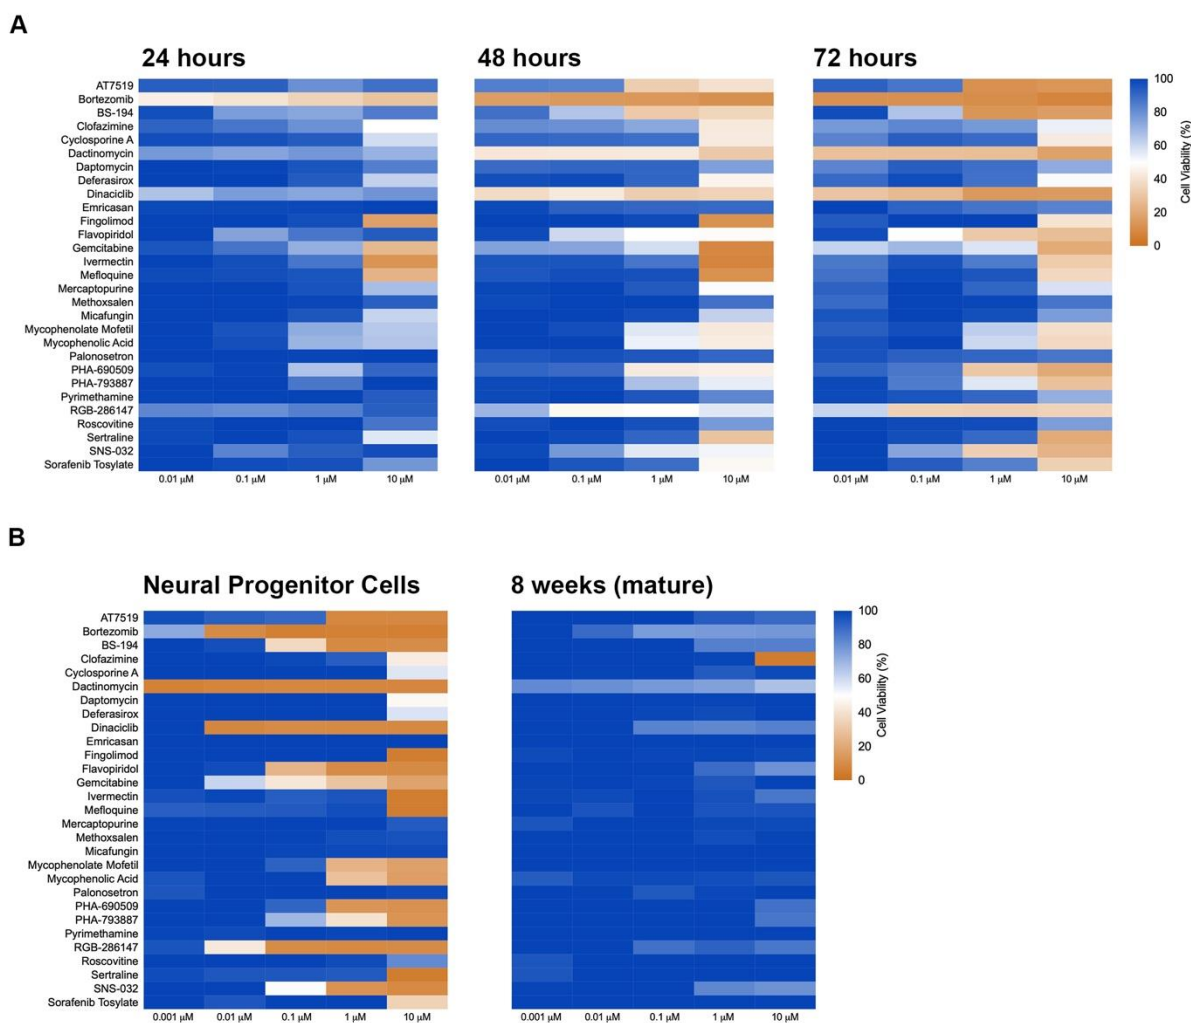 A
24 hours 48 hours 72 hours
AT7519
Bortezomib
BS-194
Clofazimine
Cyclosporine A
Dactinomycin
Daptomycin
Deferasirox
Dinaciclib
Emricasan
Fingolimod
Flavopiridol
Gemcitabine
Ivermectin
Mefloquine
Mercaptopurine
Methoxsalen
Micafungin
Mycophenolate Mofetil
Mycophenolic Acid
Palonosetron
PHA-690509
PHA-793887
Pyrimethamine
RGB-286147
Roscovitine
Sertraline
SNS-032
Sorafenib Tosylate
0.01 µM 0.1 µM 1 µM 10 µM 0.01 µM 0.1 µM 1 µM 10 µM 0.01 µM 0.1 µM 1 µM 10 µM
100
80
60
40
20
0
Cell Viability (%)
B
Neural Progenitor Cells 8 weeks (mature)
AT7519
Bortezomib
BS-194
Clofazimine
Cyclosporine A
Dactinomycin
Daptomycin
Deferasirox
Dinaciclib
Emricasan
Fingolimod
Flavopiridol
Gemcitabine
Ivermectin
Mefloquine
Mercaptopurine
Methoxsalen
Micafungin
Mycophenolate Mofetil
Mycophenolic Acid
Palonosetron
PHA-690509
PHA-793887
Pyrimethamine
RGB-286147
Roscovitine
Sertraline
SNS-032
Sorafenib Tosylate
0.001 µM 0.01 µM 0.1 µM 1 µM 10 µM 0.001 µM 0.01 µM 0.1 µM 1 µM 10 µM
100
80
60
40
20
0
Cell Viability (%)